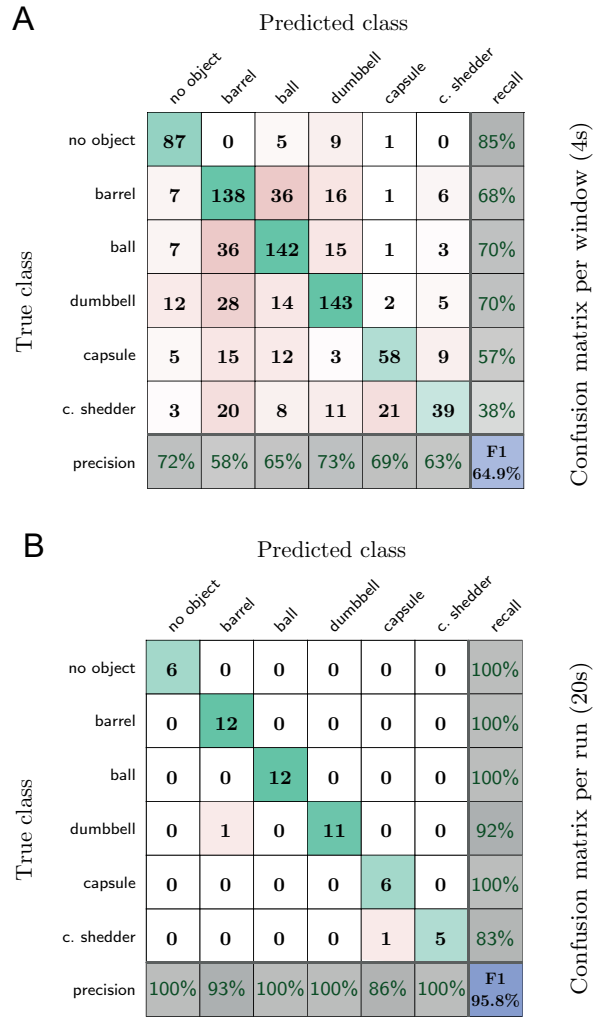 A
Predicted class
no object barrel ball dumbbell capsule c. shedder recall
no object 87 0 5 9 1 0 85%
barrel 7 138 36 16 1 6 68%
ball 7 36 142 15 1 3 70%
dumbbell 12 28 14 143 2 5 70%
capsule 5 15 12 3 58 9 57%
c. shedder 3 20 8 11 21 39 38%
precision 72% 58% 65% 73% 69% 63% F1
64.9%
True class
Confusion matrix per window (4s)
B
Predicted class
no object barrel ball dumbbell capsule c. shedder recall
no object 6 0 0 0 0 0 100%
barrel 0 12 0 0 0 0 100%
ball 0 0 12 0 0 0 100%
dumbbell 0 1 0 11 0 0 92%
capsule 0 0 0 0 6 0 100%
c. shedder 0 0 0 0 1 5 83%
precision 100% 93% 100% 100% 86% 100% F1
95.8%
True class
Confusion matrix per run (20s)